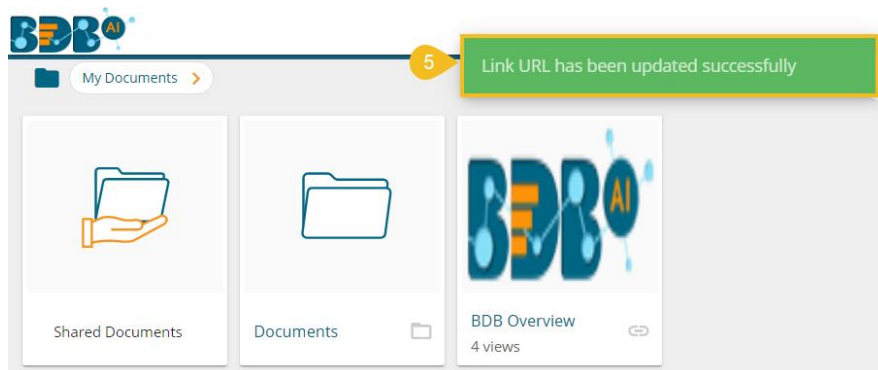 BDB AI
My Documents
5
Link URL has been updated successfully
BDB AI
Shared Documents
Documents
BDB Overview
4 views